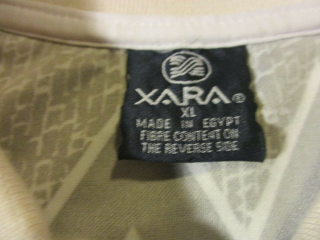 XARA®
XL
MADE IN EGYPT
FIBRE CONTENT ON
THE REVERSE SIDE